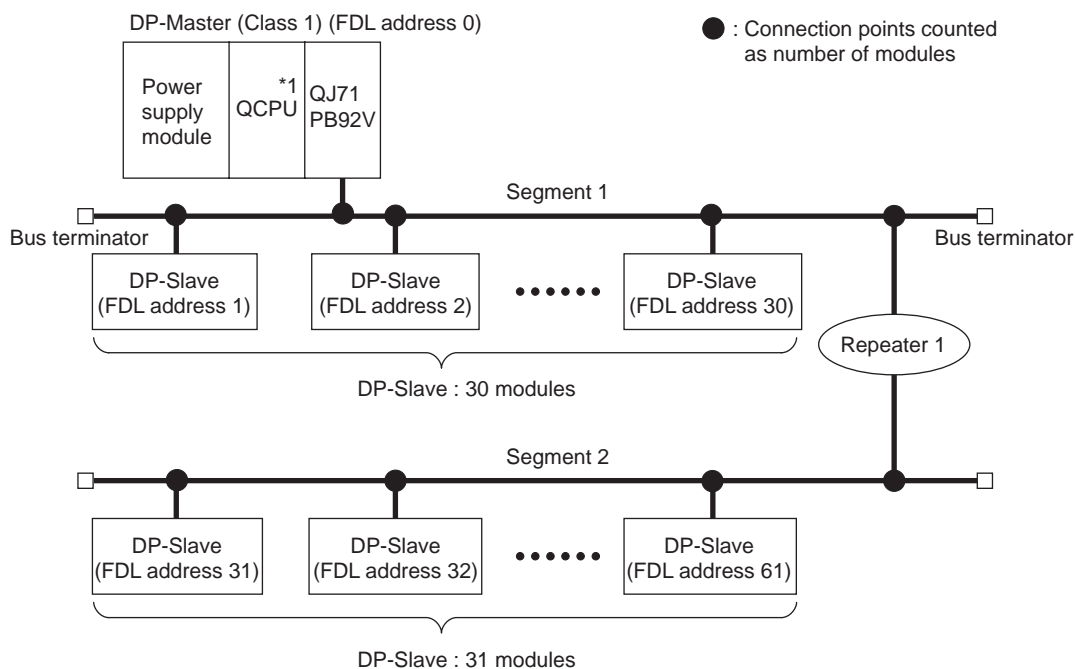 DP-Master (Class 1) (FDL address 0)
: Connection points counted
as number of modules
Power
supply
module
*1
QCPU
QJ71
PB92V
Segment 1
Bus terminator
Bus terminator
DP-Slave
(FDL address 1)
DP-Slave
(FDL address 2)
DP-Slave
(FDL address 30)
Repeater 1
DP-Slave : 30 modules
Segment 2
DP-Slave
(FDL address 31)
DP-Slave
(FDL address 32)
DP-Slave
(FDL address 61)
DP-Slave : 31 modules